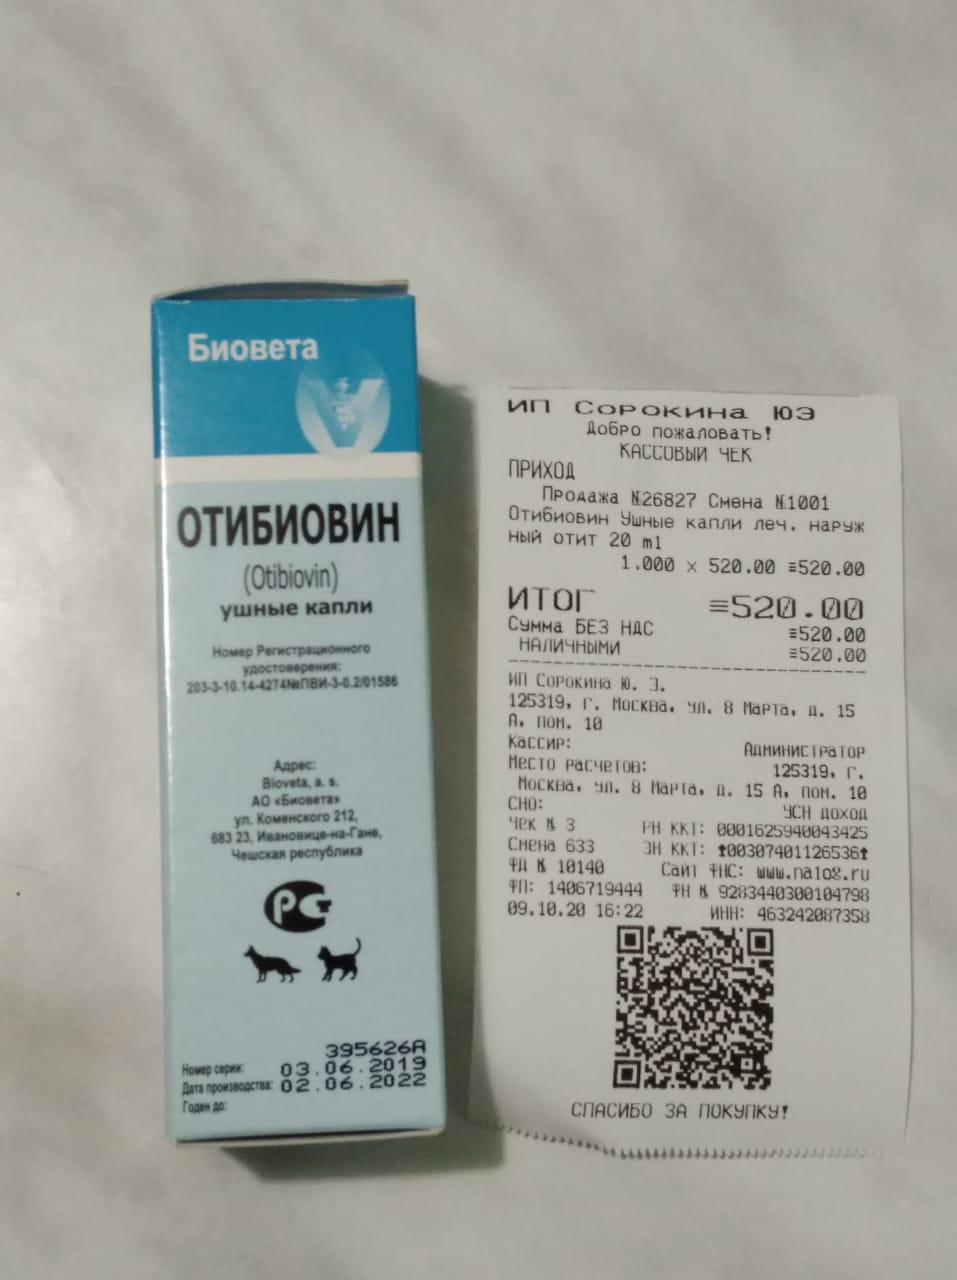 Биовета
ОТИБИОВИН
(Otibiovin)
ушные капли
Номер Регистрационного
удостоверения:
203-3-10.14-4274№ПВИ-3-0.2/01586
Адрес:
Bioveta, a. s.
АО «Биовета»
ул. Коменского 212,
683 23, Ивановице-на-Гане,
Чешская республика
РСТ
395626A
Номер серии: 03.06.2019
Дата производства: 02.06.2022
Годен до:
ИП Сорокина ЮЭ
Добро пожаловать!
КАССОВЫЙ ЧЕК
ПРИХОД
Продажа №26827 Смена №1001
Отибиовин Ушные капли леч. наруж
ный отит 20 ml
1.000 x 520.00 ≡520.00
ИТОГ ≡520.00
Сумма БЕЗ НДС ≡520.00
НАЛИЧНЫМИ ≡520.00
ИП Сорокина Ю. Э.
125319, г. Москва, ул. 8 Марта, д. 15
А, пом. 10
Кассир: Администратор
Место расчетов: 125319, г.
Москва, ул. 8 Марта, д. 15 А, пом. 10
СНО: УСН доход
Чек № 3 РН ККТ: 0001625940043425
Смена 633 ЗН ККТ: 00307401126536
ФД № 10140 Сайт ФНС: www.nalog.ru
ФП: 1406719444 ФН № 9283440300104798
09.10.20 16:22 ИНН: 463242087358
СПАСИБО ЗА ПОКУПКУ!